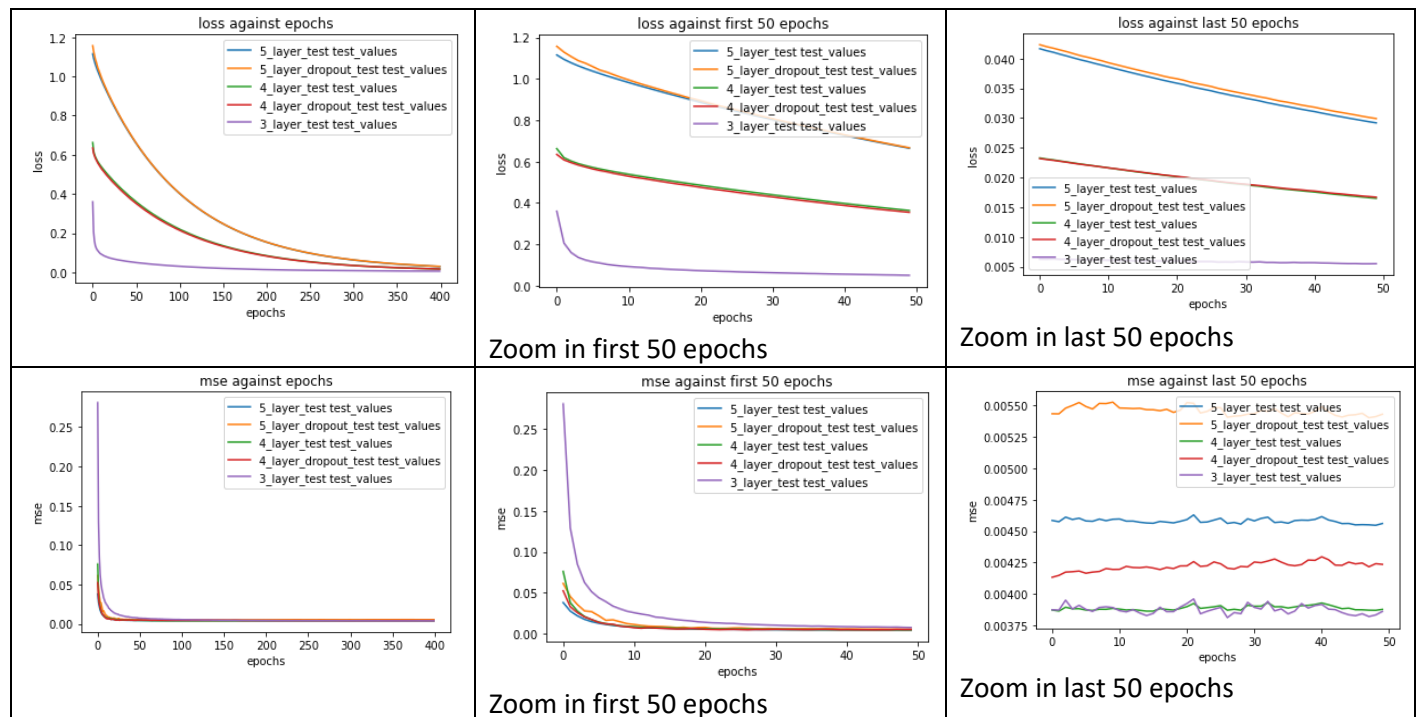 loss against epochs
1.2
1.0
0.8
0.6
0.4
0.2
0.0
loss
5_layer_test test_values
5_layer_dropout_test test_values
4_layer_test test_values
4_layer_dropout_test test_values
3_layer_test test_values
0 50 100 150 200 250 300 350 400
epochs
loss against first 50 epochs
1.2
1.0
0.8
0.6
0.4
0.2
0.0
loss
5_layer_test test_values
5_layer_dropout_test test_values
4_layer_test test_values
4_layer_dropout_test test_values
3_layer_test test_values
0 10 20 30 40 50
epochs
Zoom in first 50 epochs
loss against last 50 epochs
0.040
0.035
0.030
0.025
0.020
0.015
0.010
0.005
loss
5_layer_test test_values
5_layer_dropout_test test_values
4_layer_test test_values
4_layer_dropout_test test_values
3_layer_test test_values
0 10 20 30 40 50
epochs
Zoom in last 50 epochs
mse against epochs
0.25
0.20
0.15
0.10
0.05
0.00
mse
5_layer_test test_values
5_layer_dropout_test test_values
4_layer_test test_values
4_layer_dropout_test test_values
3_layer_test test_values
0 50 100 150 200 250 300 350 400
epochs
mse against first 50 epochs
0.25
0.20
0.15
0.10
0.05
0.00
mse
5_layer_test test_values
5_layer_dropout_test test_values
4_layer_test test_values
4_layer_dropout_test test_values
3_layer_test test_values
0 10 20 30 40 50
epochs
Zoom in first 50 epochs
mse against last 50 epochs
0.00550
0.00525
0.00500
0.00475
0.00450
0.00425
0.00400
0.00375
mse
5_layer_test test_values
5_layer_dropout_test test_values
4_layer_test test_values
4_layer_dropout_test test_values
3_layer_test test_values
0 10 20 30 40 50
epochs
Zoom in last 50 epochs